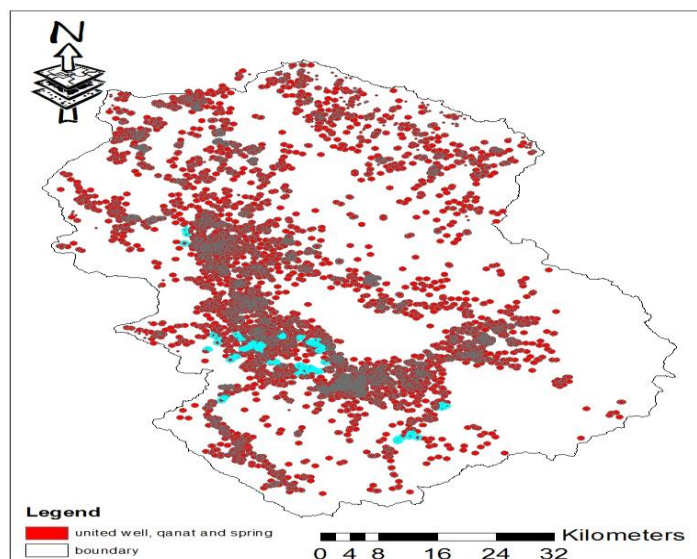 N
Legend
united well, qanat and spring
boundary
Kilometers
0 4 8 16 24 32